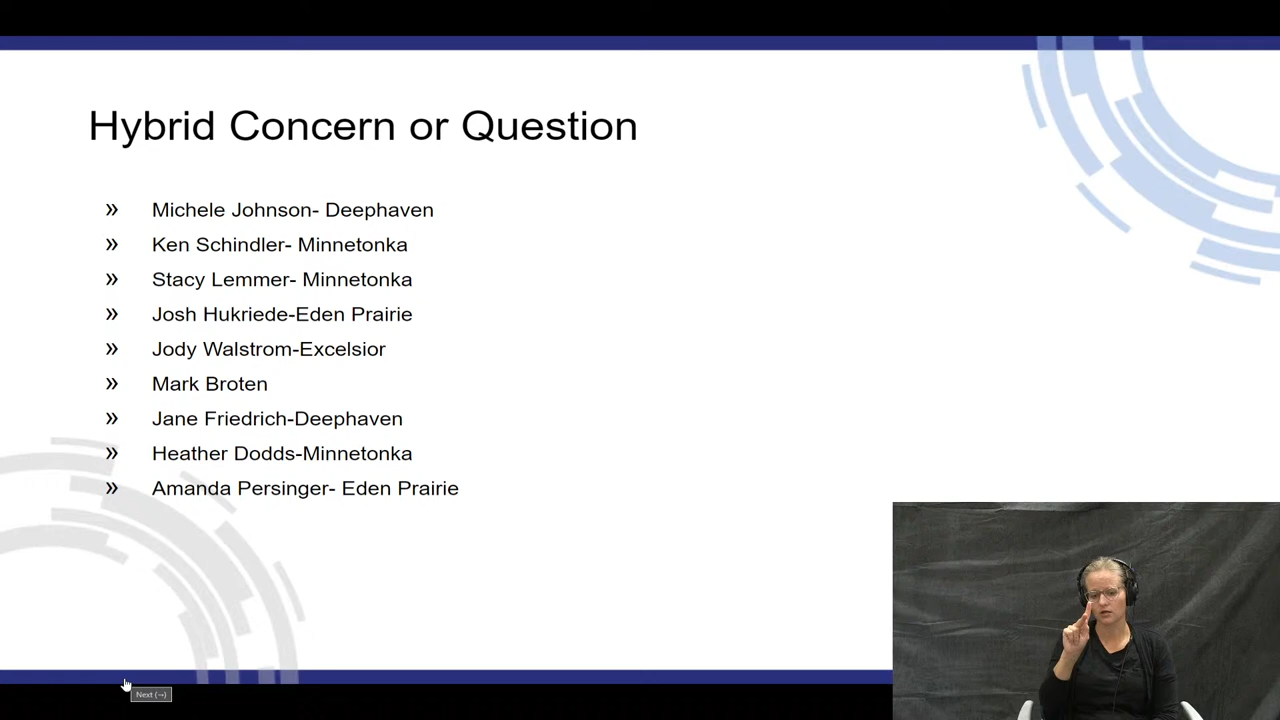 Hybrid Concern or Question
» Michele Johnson- Deephaven
» Ken Schindler- Minnetonka
» Stacy Lemmer- Minnetonka
» Josh Hukriede-Eden Prairie
» Jody Walstrom-Excelsior
» Mark Broten
» Jane Friedrich-Deephaven
» Heather Dodds-Minnetonka
» Amanda Persinger- Eden Prairie
Next (→)